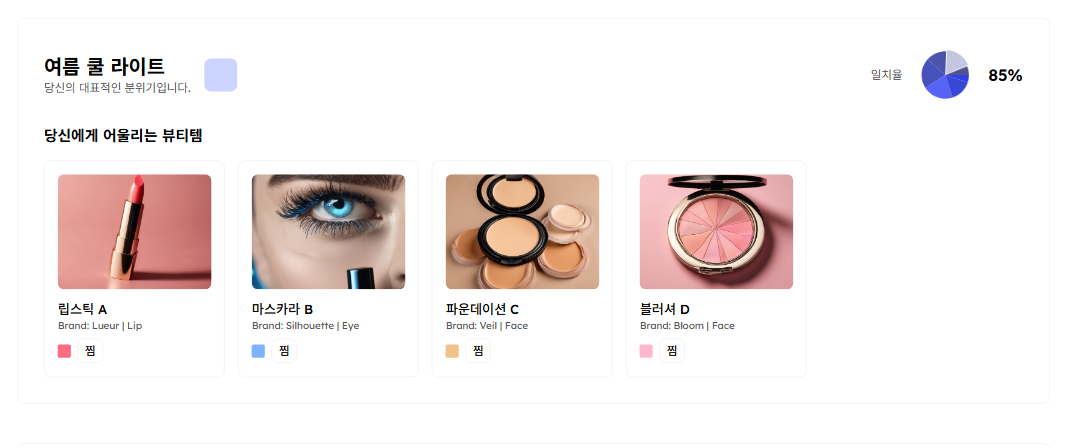 여름 쿨 라이트
당신의 대표적인 분위기입니다.
일치율
85%
당신에게 어울리는 뷰티템
립스틱 A
Brand: Lueur | Lip
찜
마스카라 B
Brand: Silhouette | Eye
찜
파운데이션 C
Brand: Veil | Face
찜
블러셔 D
Brand: Bloom | Face
찜